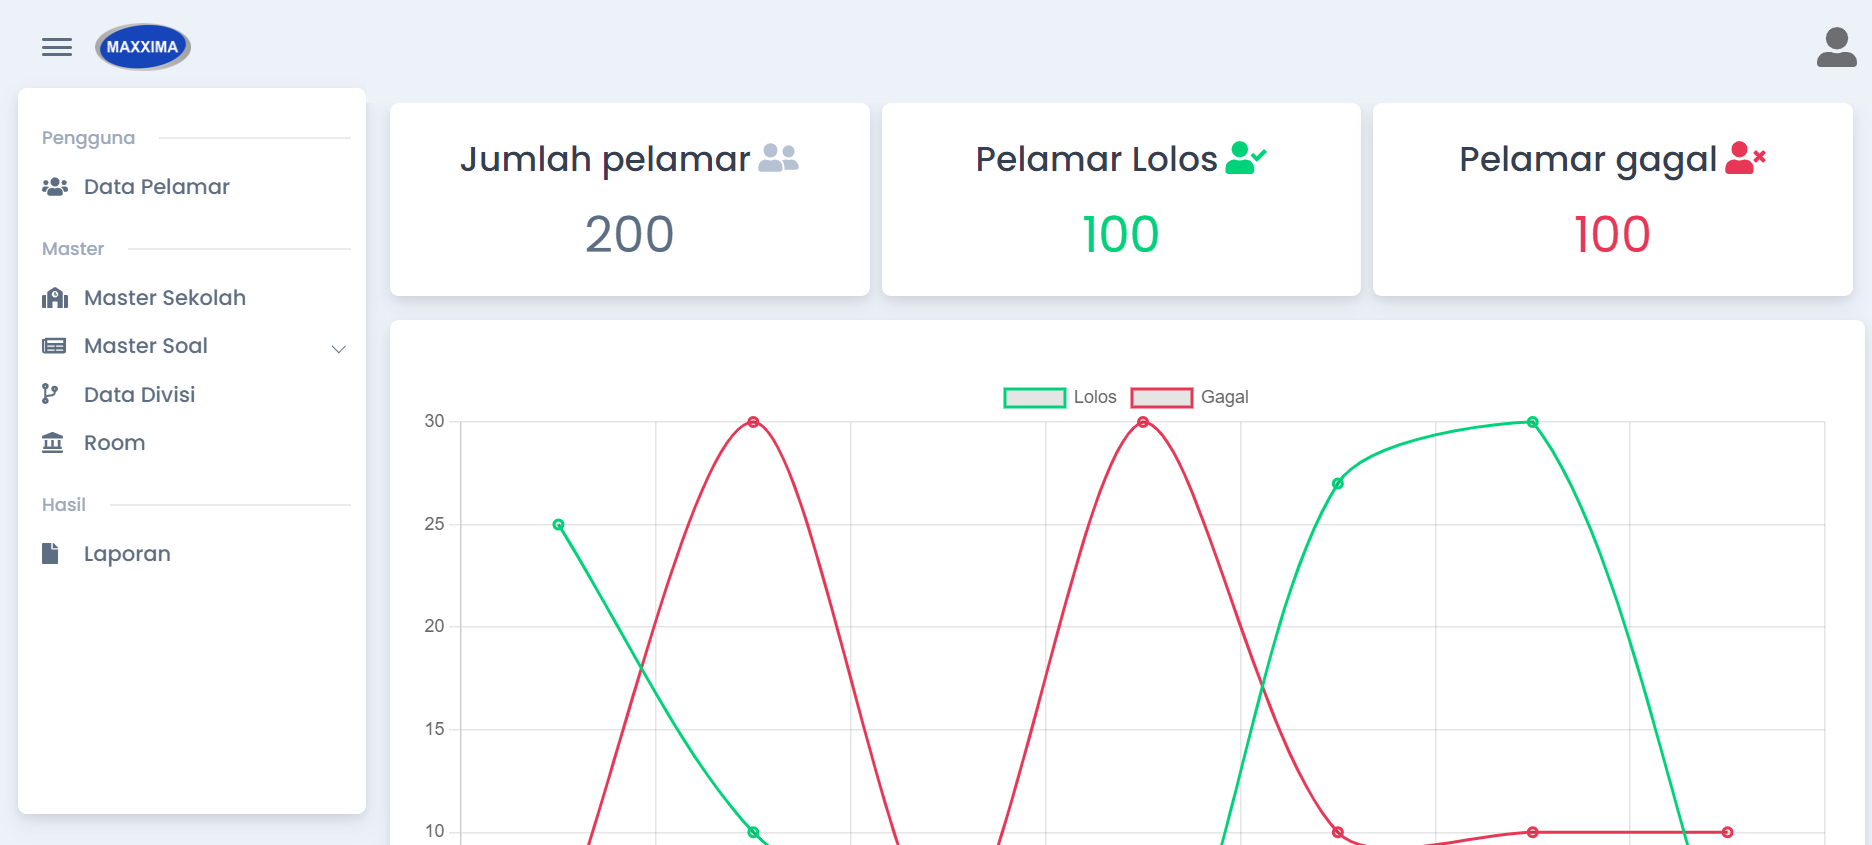 MAXXIMA
Pengguna
Data Pelamar
Master
Master Sekolah
Master Soal
Data Divisi
Room
Hasil
Laporan
Jumlah pelamar
200
Pelamar Lolos
100
Pelamar gagal
100
Lolos Gagal
30
25
20
15
10